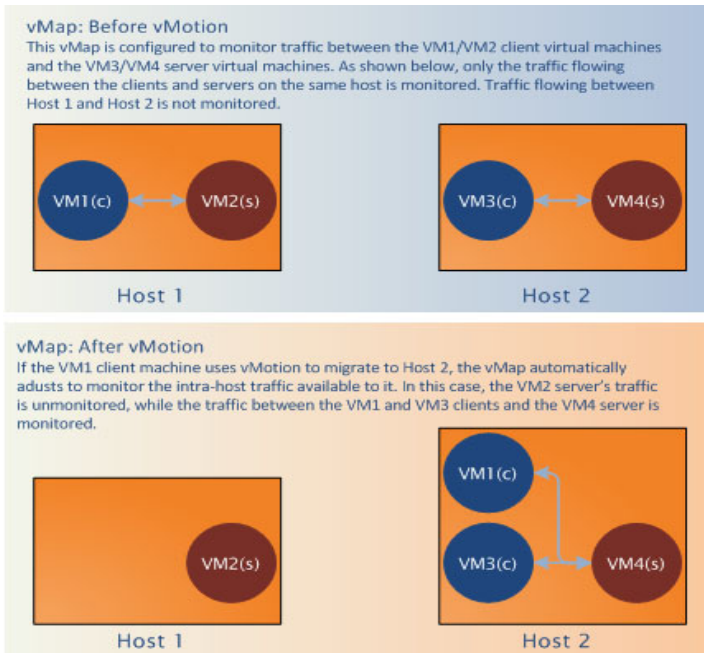 vMap: Before vMotion
This vMap is configured to monitor traffic between the VM1/VM2 client virtual machines
and the VM3/VM4 server virtual machines. As shown below, only the traffic flowing
between the clients and servers on the same host is monitored. Traffic flowing between
Host 1 and Host 2 is not monitored.
VM1(c)
VM2(s)
VM3(c)
VM4(s)
Host 1
Host 2
vMap: After vMotion
If the VM1 client machine uses vMotion to migrate to Host 2, the vMap automatically
adusts to monitor the intra-host traffic available to it. In this case, the VM2 server's traffic
is unmonitored, while the traffic between the VM1 and VM3 clients and the VM4 server is
monitored.
VM1(c)
VM2(s)
VM3(c)
VM4(s)
Host 1
Host 2